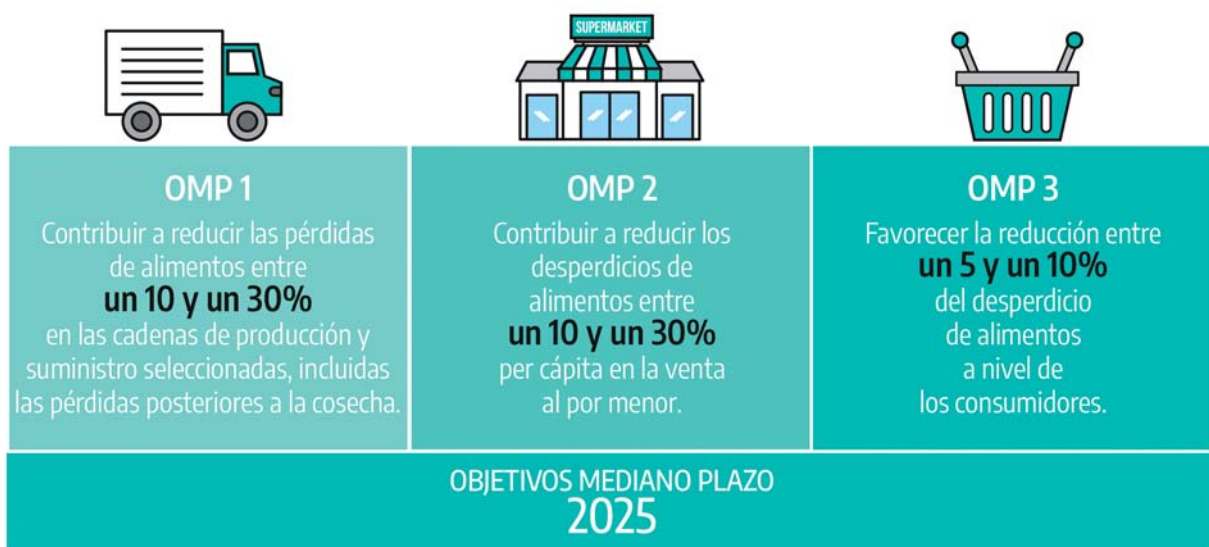 SUPERMARKET
OMP 1
Contribuir a reducir las pérdidas
de alimentos entre
un 10 y un 30%
en las cadenas de producción y
suministro seleccionadas, incluidas
las pérdidas posteriores a la cosecha.
OMP 2
Contribuir a reducir los
desperdicios de
alimentos entre
un 10 y un 30%
per cápita en la venta
al por menor.
OMP 3
Favorecer la reducción entre
un 5 y un 10%
del desperdicio
de alimentos
a nivel de
los consumidores.
OBJETIVOS MEDIANO PLAZO
2025